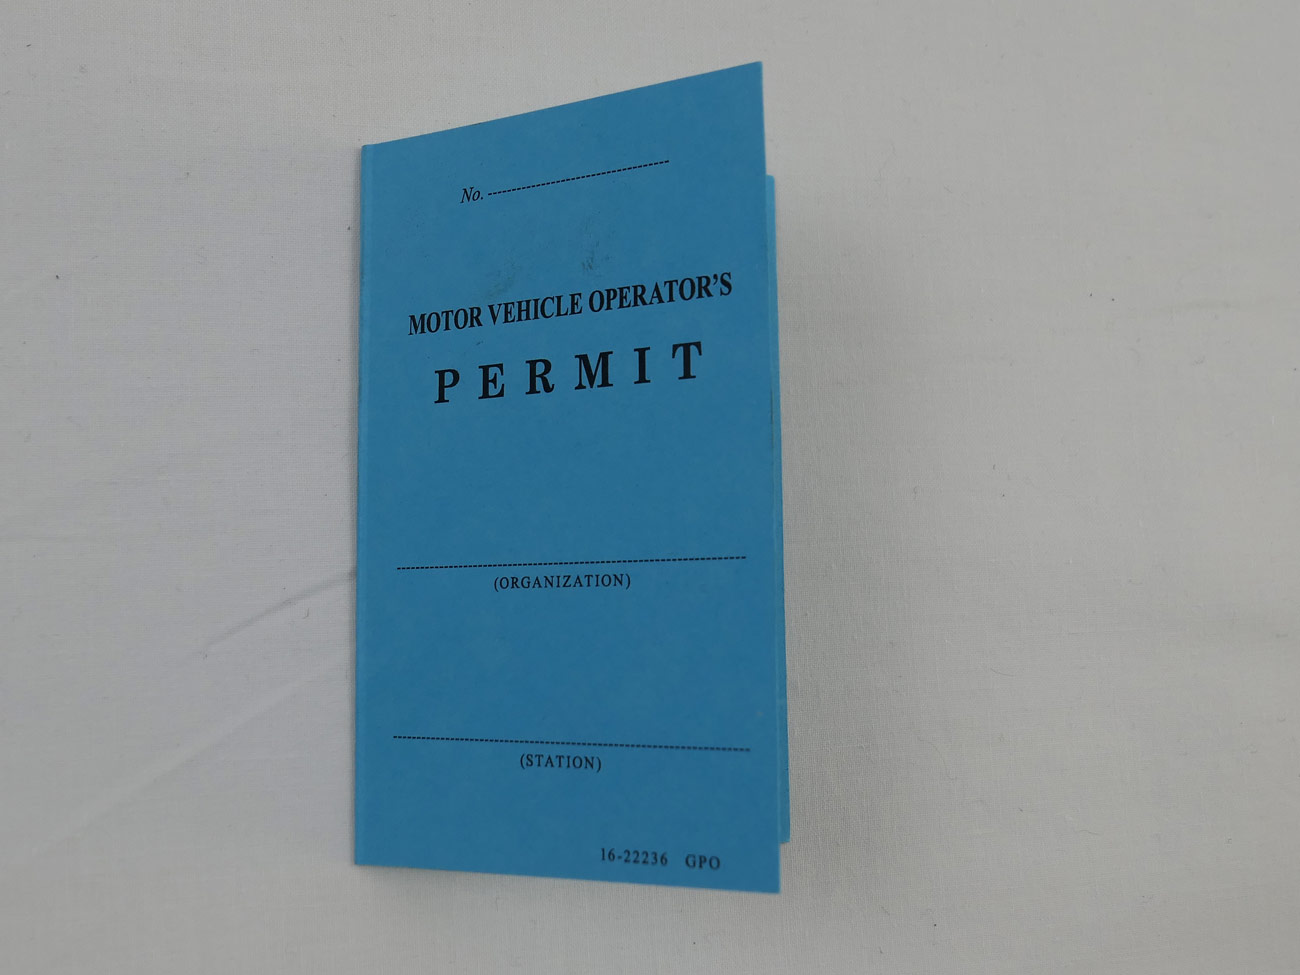 No. ------------------------------
MOTOR VEHICLE OPERATOR’S
PERMIT
(ORGANIZATION)
(STATION)
16-22236 GPO